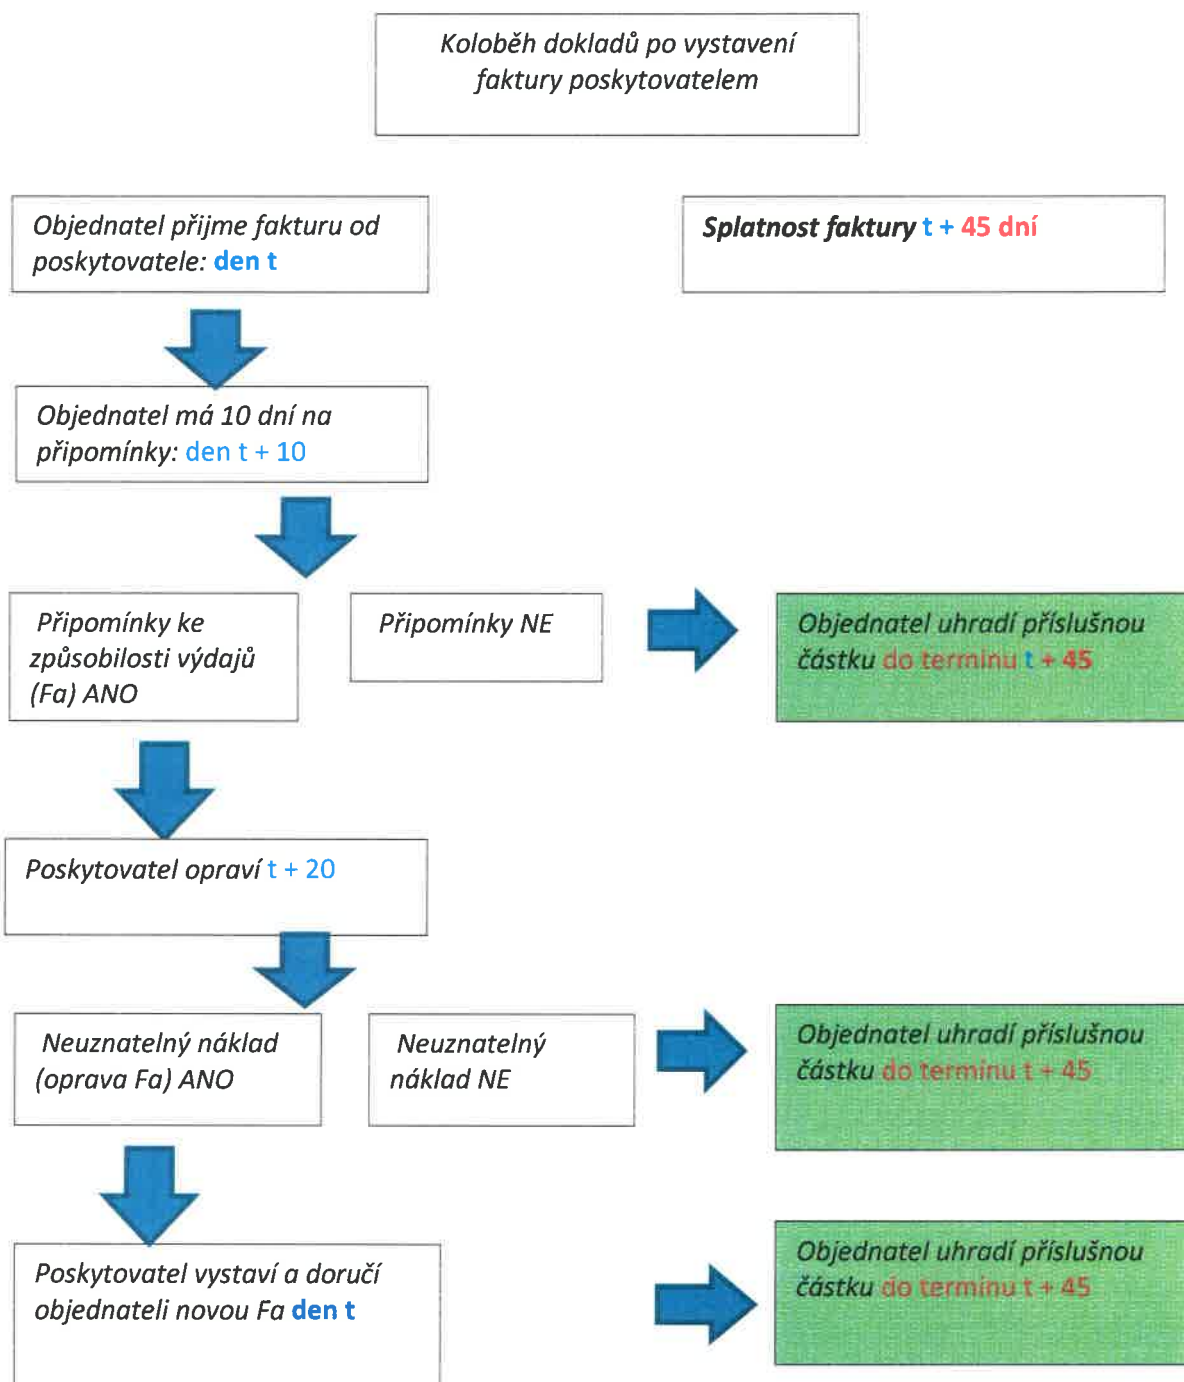 Koloběh dokladů po vystavení
faktury poskytovatelem
Objednatel přijme fakturu od
poskytovatele: den t
Splatnost faktury t + 45 dní
Objednatel má 10 dní na
připomínky: den t + 10
Připomínky ke
způsobilosti výdajů
(Fa) ANO
Připomínky NE
Objednatel uhradí příslušnou
částku do termínu t + 45
Poskytovatel opraví t + 20
Neuznatelný náklad
(oprava Fa) ANO
Neuznatelný
náklad NE
Objednatel uhradí příslušnou
částku do termínu t + 45
Poskytovatel vystaví a doručí
objednateli novou Fa den t
Objednatel uhradí příslušnou
částku do termínu t + 45